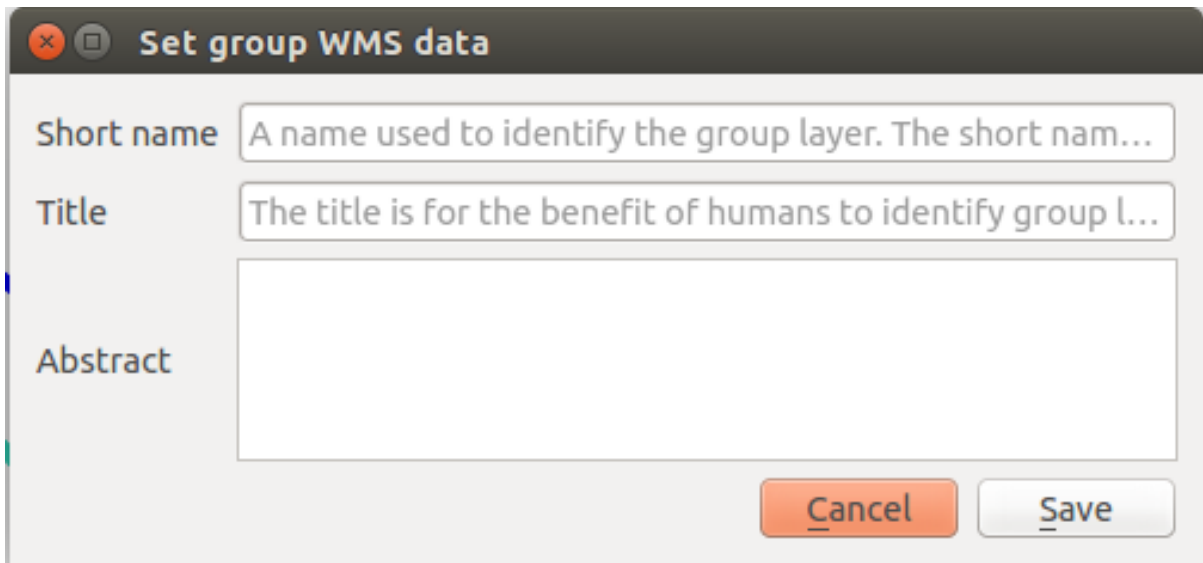 Set group WMS data
Short name A name used to identify the group layer. The short nam...
Title The title is for the benefit of humans to identify group l...
Abstract
Cancel Save